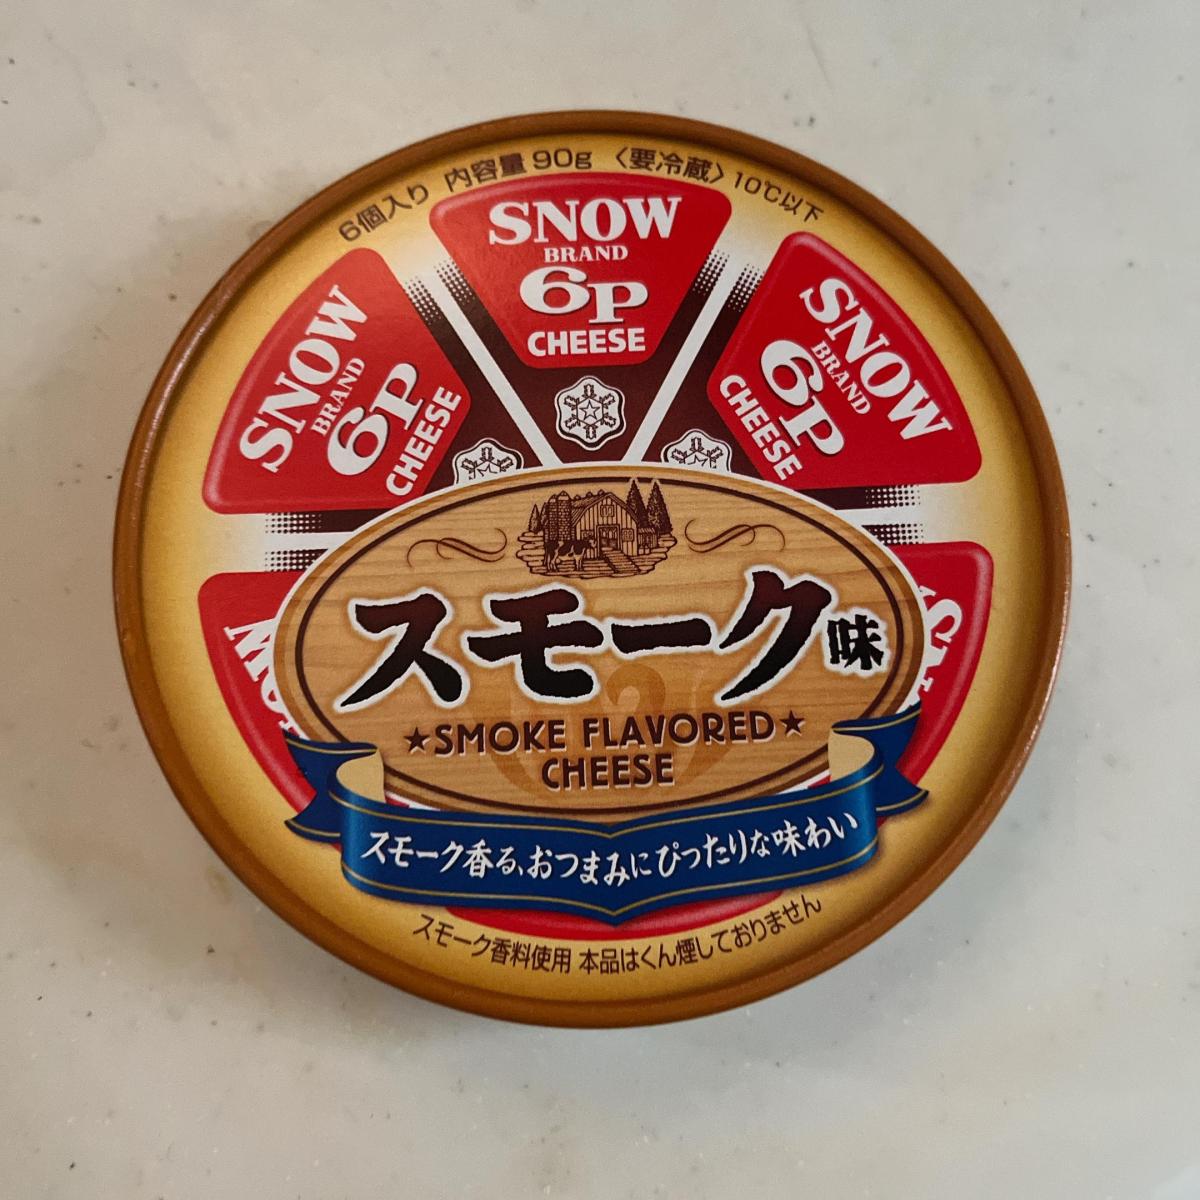 6個入り 内容量 90g 〈要冷蔵〉 10℃以下
SNOW
BRAND
6P
CHEESE
SNOW
BRAND
6P
CHEESE
SNOW
BRAND
6P
CHEESE
スモーク味
★SMOKE FLAVORED★
CHEESE
スモーク香る、おつまみにぴったりな味わい
スモーク香料使用 本品はくん煙しておりません